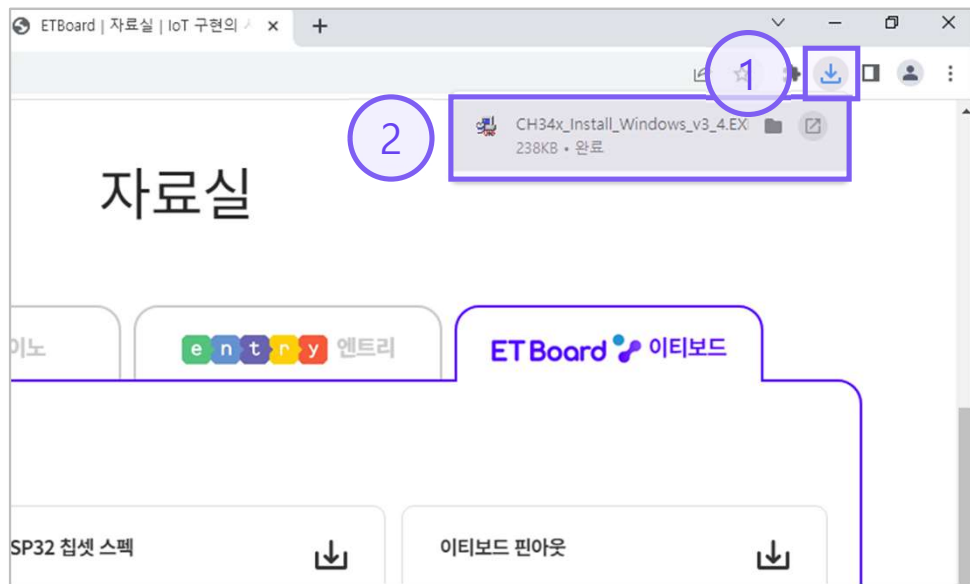 ETBoard | 자료실 | IoT 구현의
1
2
CH34x_Install_Windows_v3_4.EX
238KB • 완료
자료실
이노
entry 엔트리
ET Board 이티보드
SP32 칩셋 스펙
이티보드 핀아웃